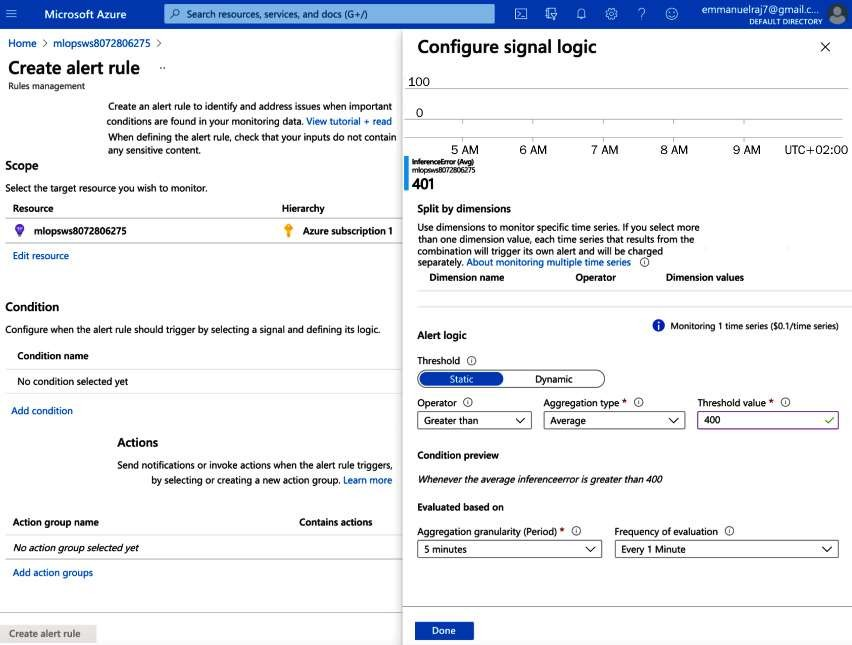 Microsoft Azure
Search resources, services, and docs (G+/)
emmanuelraj7@gmail.c...
DEFAULT DIRECTORY
Home > mlopsws8072806275 >
Create alert rule ..
Rules management
Create an alert rule to identify and address issues when important
conditions are found in your monitoring data. View tutorial + read
When defining the alert rule, check that your inputs do not contain
any sensitive content.
Scope
Select the target resource you wish to monitor.
Resource Hierarchy
mlopsws8072806275 Azure subscription 1
Edit resource
Condition
Configure when the alert rule should trigger by selecting a signal and defining its logic.
Condition name
No condition selected yet
Add condition
Actions
Send notifications or invoke actions when the alert rule triggers,
by selecting or creating a new action group. Learn more
Action group name Contains actions
No action group selected yet
Add action groups
Create alert rule
Configure signal logic
100
0
5 AM 6 AM 7 AM 8 AM 9 AM UTC+02:00
InferenceError (Avg)
mlopsws8072806275
401
Split by dimensions
Use dimensions to monitor specific time series. If you select more
than one dimension value, each time series that results from the
combination will trigger its own alert and will be charged
separately. About monitoring multiple time series
Dimension name Operator Dimension values
Monitoring 1 time series ($0.1/time series)
Alert logic
Threshold
Static Dynamic
Operator Aggregation type * Threshold value *
Greater than Average 400
Condition preview
Whenever the average inferenceerror is greater than 400
Evaluated based on
Aggregation granularity (Period) * Frequency of evaluation
5 minutes Every 1 Minute
Done